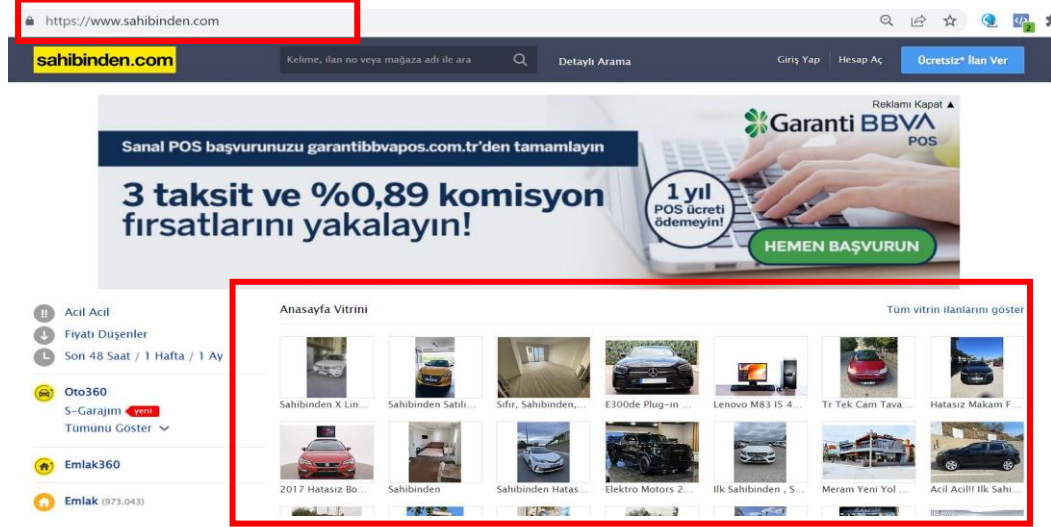 https://www.sahibinden.com
2
sahibinden.com
Kelime, ilan no veya mağaza adı ile ara
Detaylı Arama
Giriş Yap
Hesap Aç
Ücretsiz* İlan Ver
Reklamı Kapat ▲
Garanti BBVA
POS
Sanal POS başvurunuzu garantibbvapos.com.tr'den tamamlayın
3 taksit ve %0,89 komisyon
fırsatlarını yakalayın!
1 yıl
POS ücreti
ödemeyin!
HEMEN BAŞVURUN
Acil Acil
Fiyatı Düşenler
Son 48 Saat / 1 Hafta / 1 Ay
Oto360
S-Garajım yeni
Tümünü Göster
Emlak360
Emlak (973.043)
Anasayfa Vitrini
Tüm vitrin ilanlarını göster
Sahibinden X Lin...
Sahibinden Satılı...
Sıfır, Sahibinden,...
E300de Plug-in ...
Lenovo M83 I5 4...
Tr Tek Cam Tava...
Hatasız Makam F...
2017 Hatasız Bo...
Sahibinden
Sahibinden Hatas...
Elektro Motors 2...
Ilk Sahibinden , S...
Meram Yeni Yol ...
Acil Acil!! Ilk Sahi...